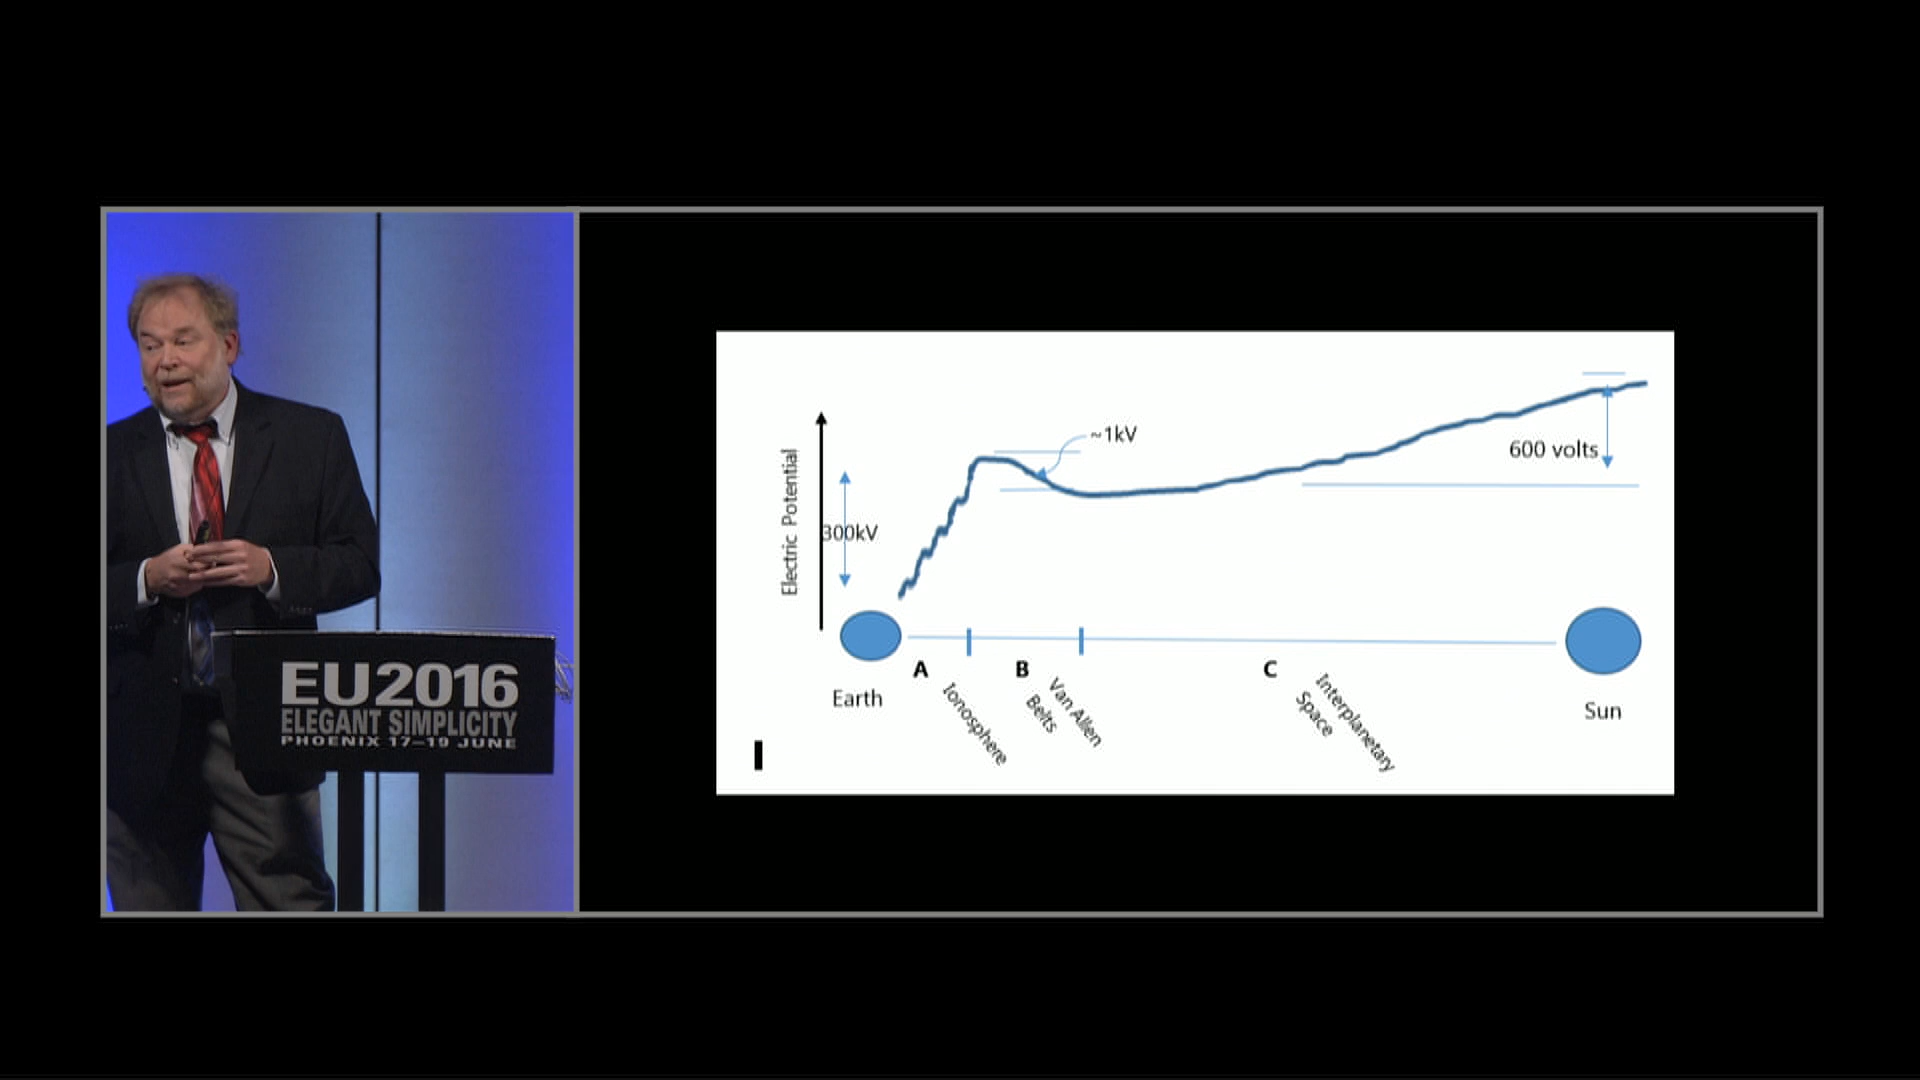 EU2016
ELEGANT SIMPLICITY
PHOENIX 17–19 JUNE
Electric Potential
300kV
~1kV
600 volts
A
B
C
Earth
Ionosphere
Van Allen
Belts
Interplanetary
Space
Sun